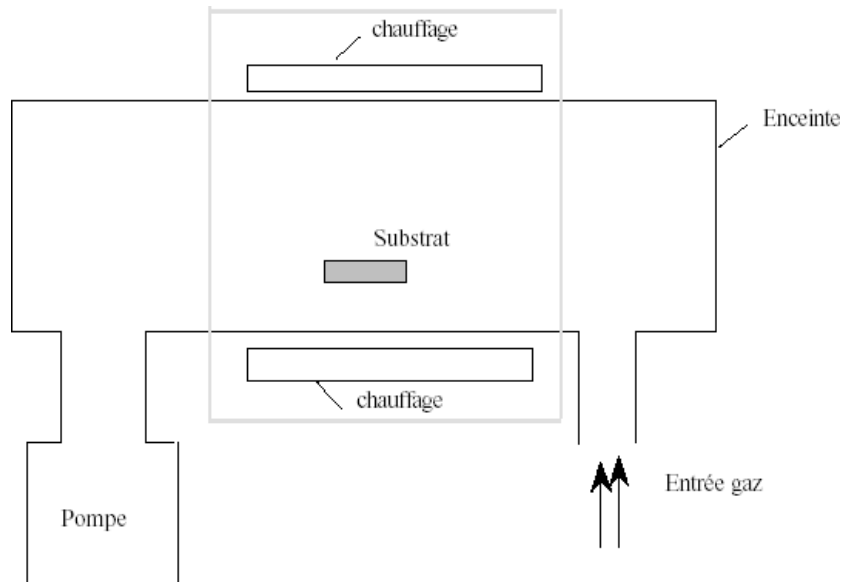 chauffage
Enceinte
Substrat
chauffage
Entrée gaz
Pompe